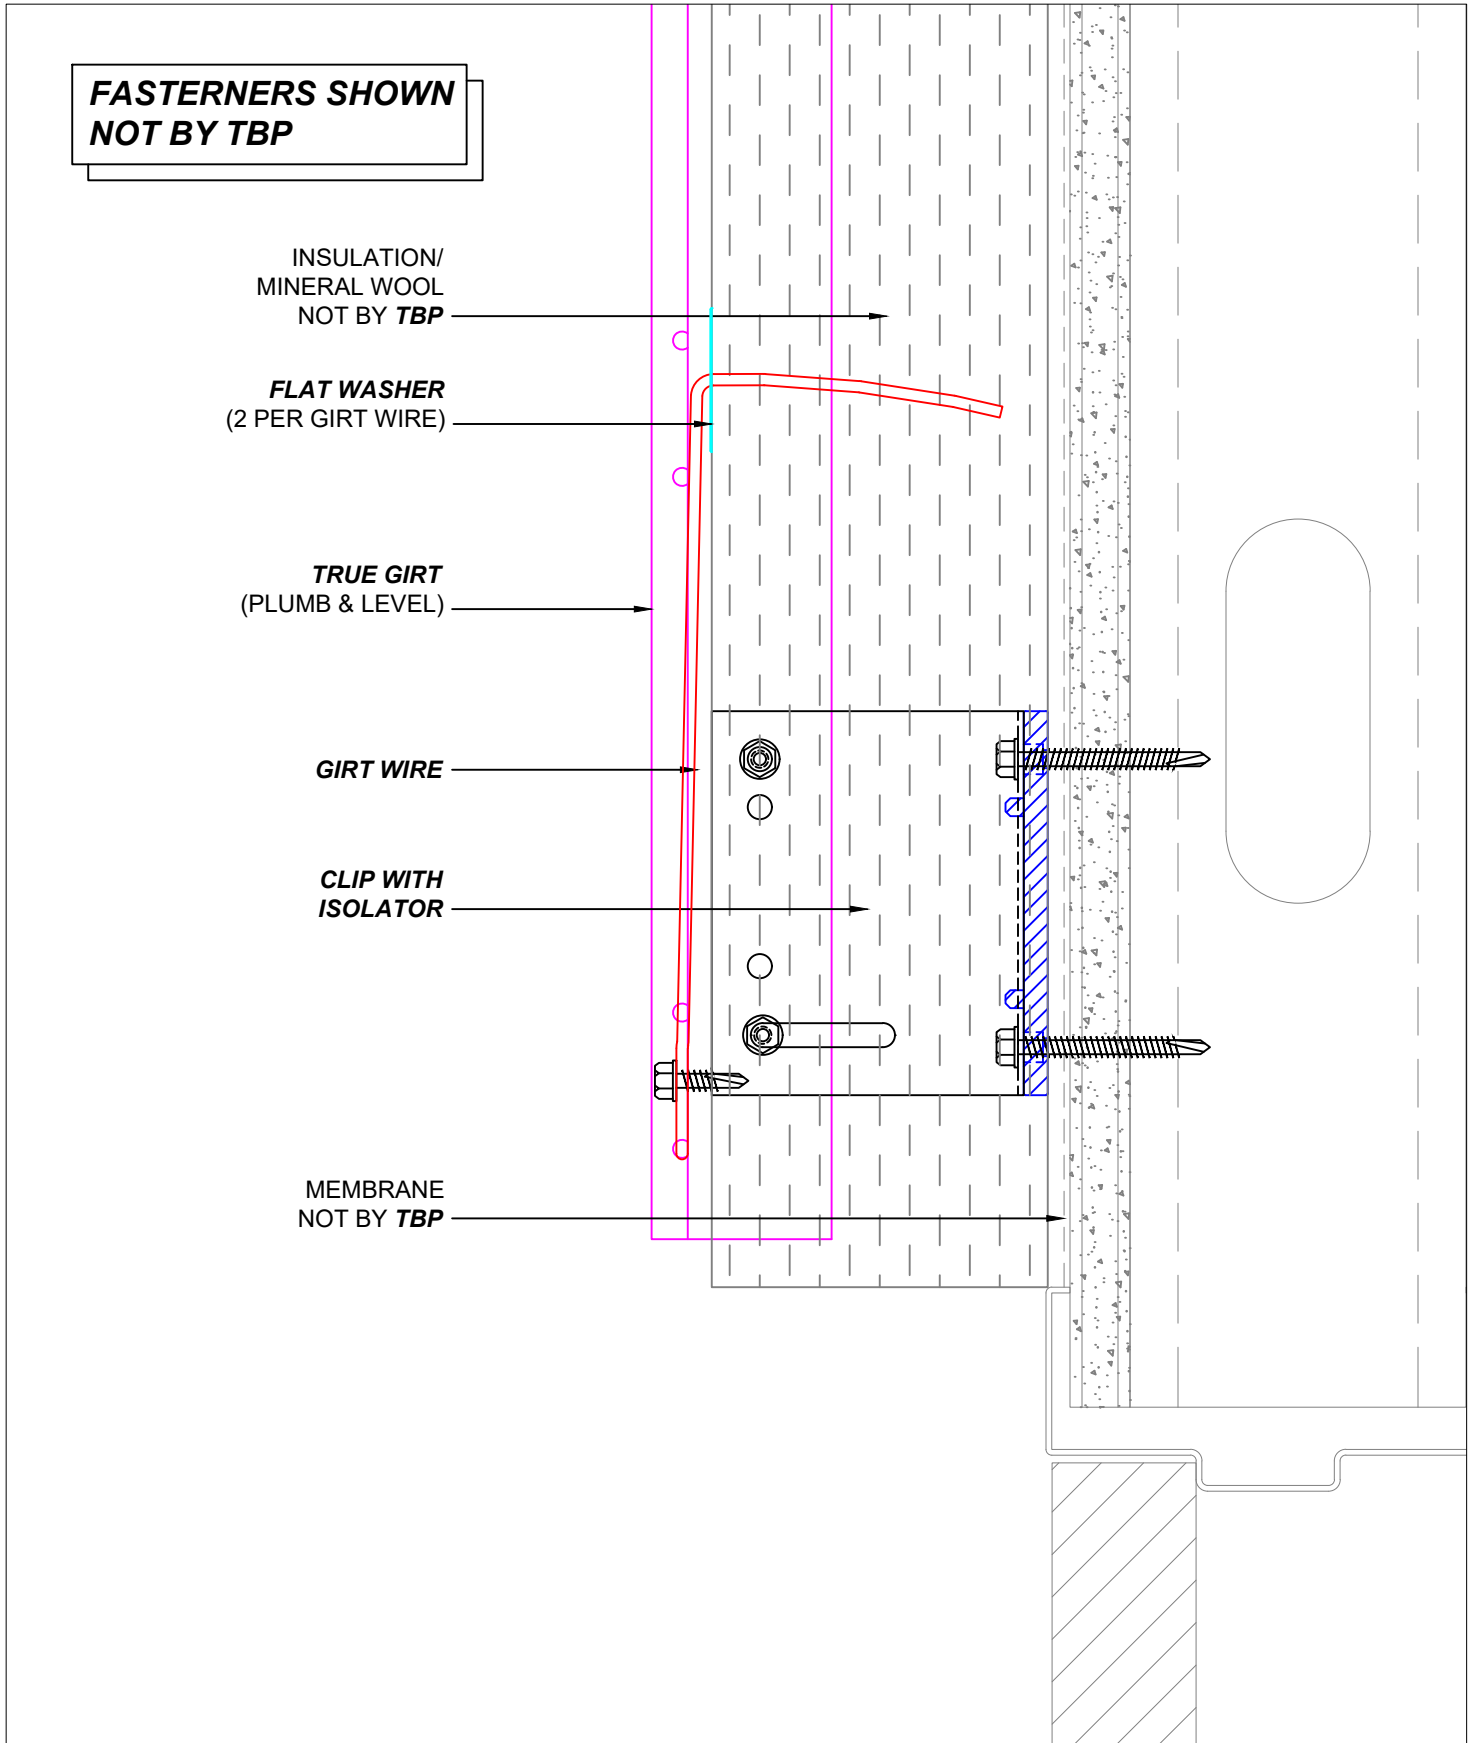 FASTERNERS SHOWN
NOT BY TBP
INSULATION/
MINERAL WOOL
NOT BY TBP
FLAT WASHER
(2 PER GIRT WIRE)
TRUE GIRT
(PLUMB & LEVEL)
GIRT WIRE
CLIP WITH
ISOLATOR
MEMBRANE
NOT BY TBP